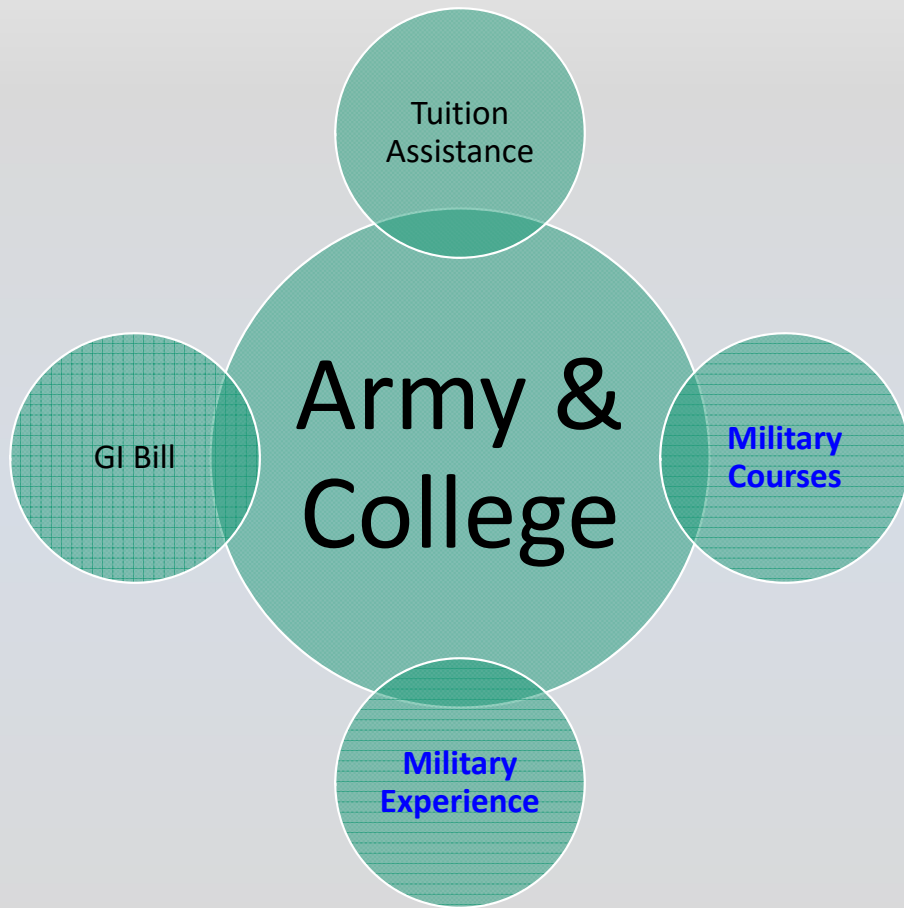 Tuition
Assistance
Army &
College
GI Bill
Military
Courses
Military
Experience